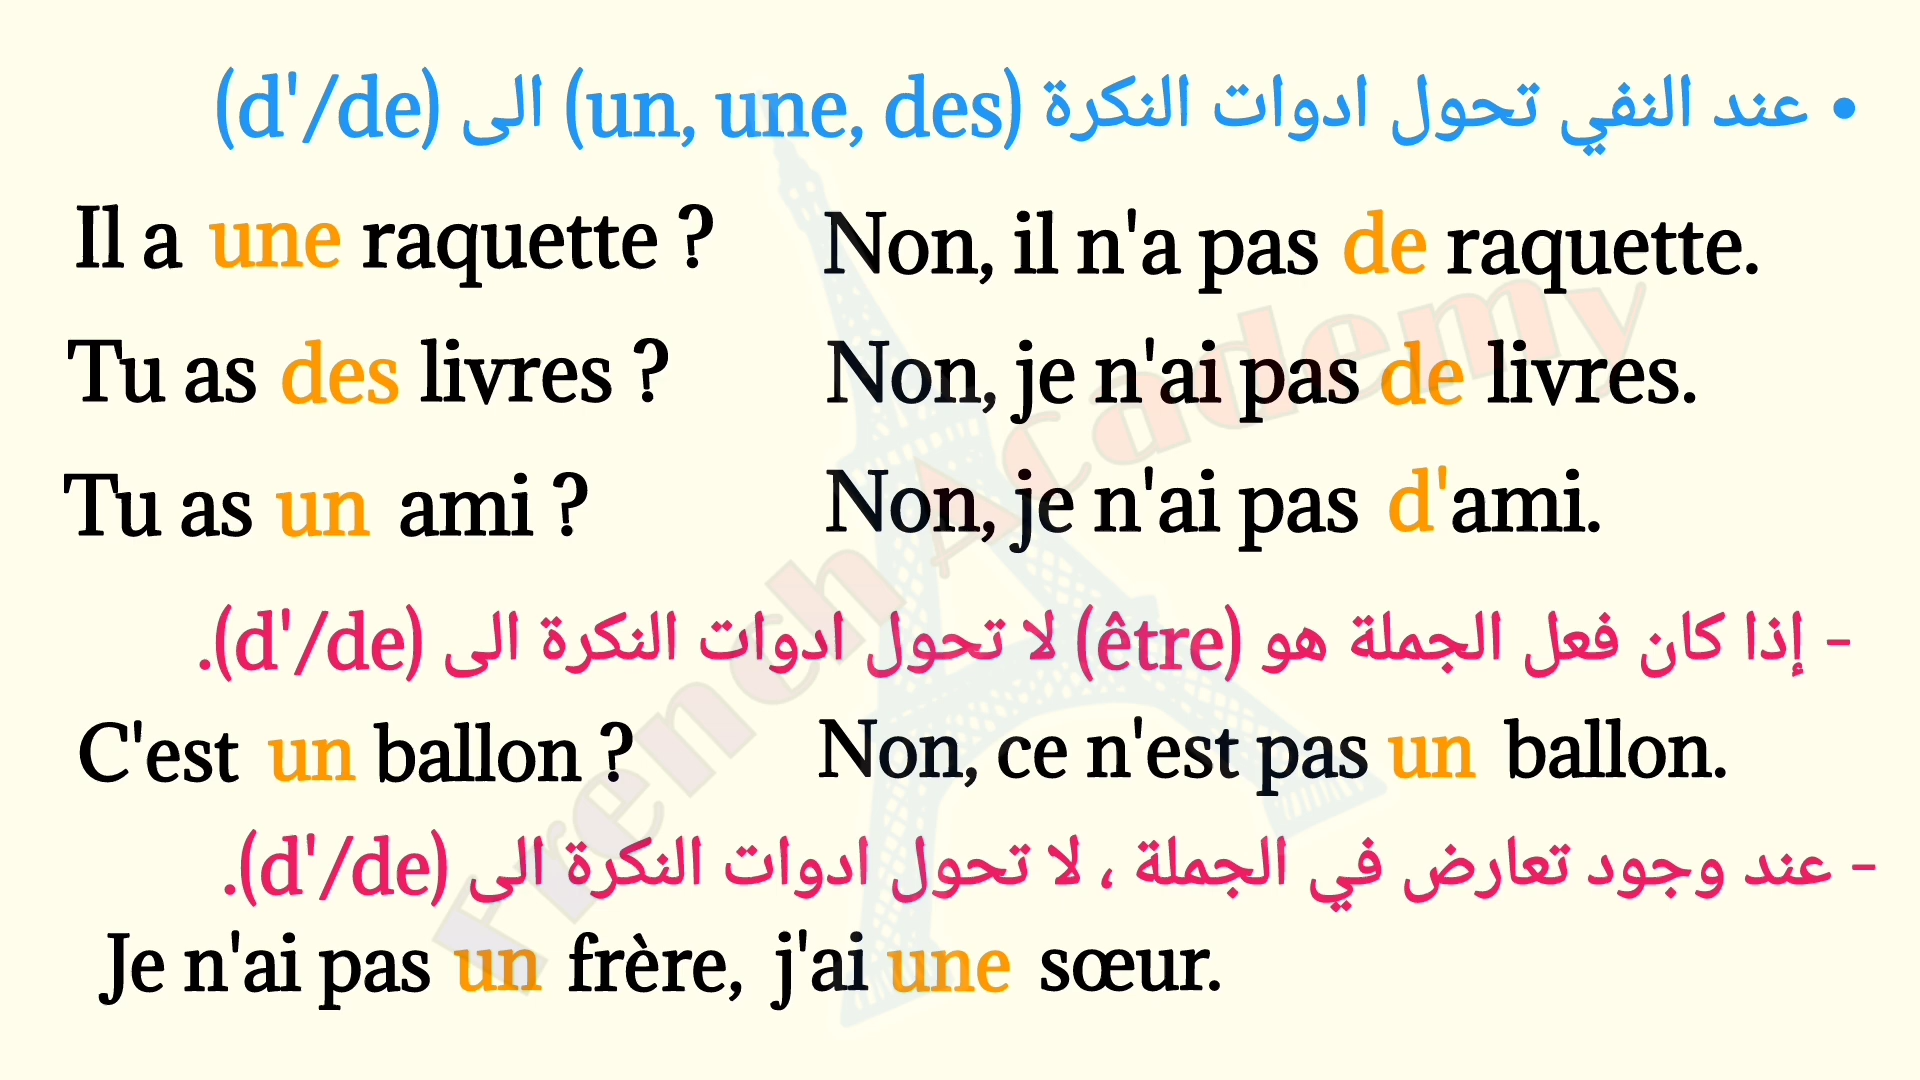 • عند النفي تحول ادوات النكرة (un, une, des) الى (d'/de)
Il a une raquette ? Non, il n'a pas de raquette.
Tu as des livres ? Non, je n'ai pas de livres.
Tu as un ami ? Non, je n'ai pas d'ami.
- إذا كان فعل الجملة هو (être) لا تحول ادوات النكرة الى (d'/de).
C'est un ballon ? Non, ce n'est pas un ballon.
- عند وجود تعارض في الجملة ، لا تحول ادوات النكرة الى (d'/de).
Je n'ai pas un frère, j'ai une sœur.
French Academy